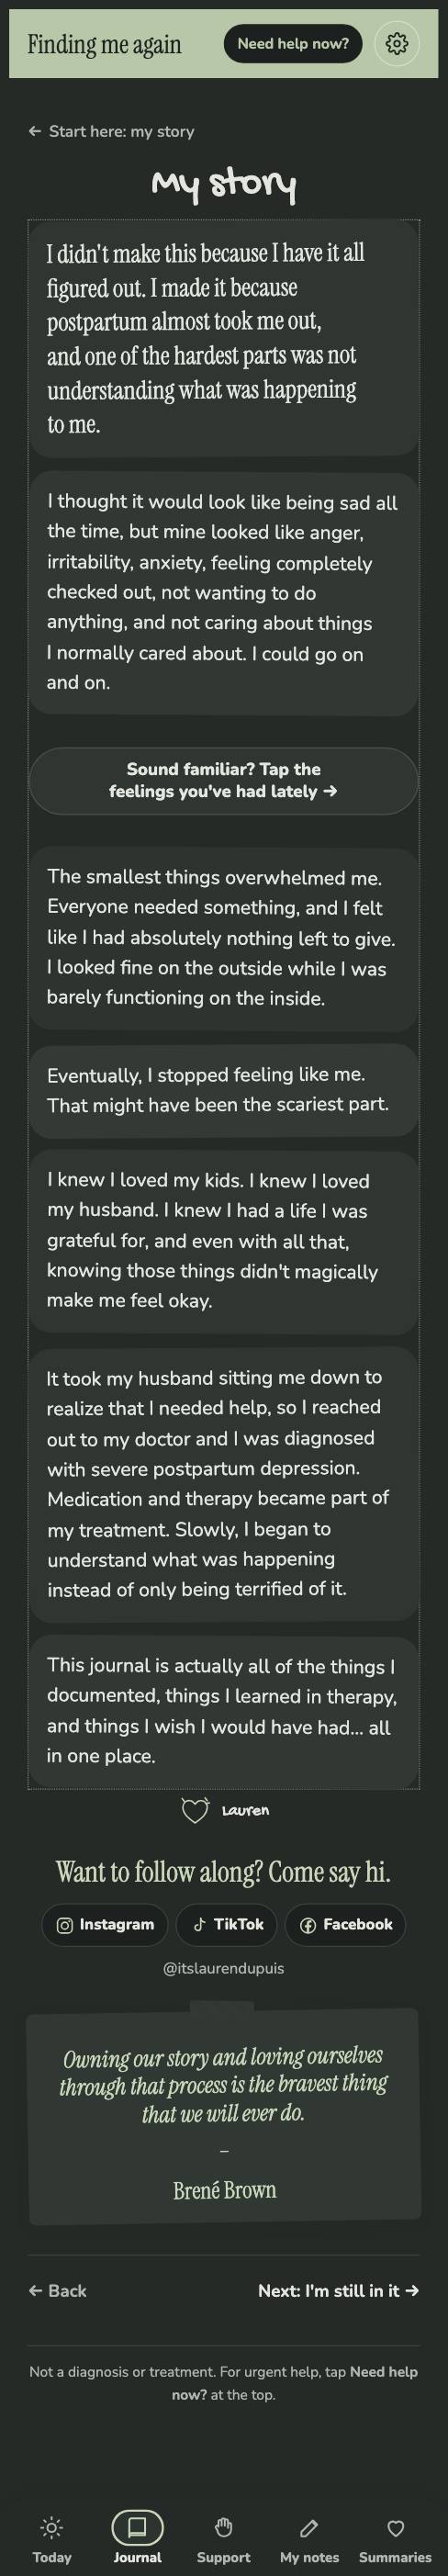 Finding me again
Need help now?
← Start here: my story
My story
I didn't make this because I have it all
figured out. I made it because
postpartum almost took me out,
and one of the hardest parts was not
understanding what was happening
to me.
I thought it would look like being sad all
the time, but mine looked like anger,
irritability, anxiety, feeling completely
checked out, not wanting to do
anything, and not caring about things
I normally cared about. I could go on
and on.
Sound familiar? Tap the
feelings you've had lately →
The smallest things overwhelmed me.
Everyone needed something, and I felt
like I had absolutely nothing left to give.
I looked fine on the outside while I was
barely functioning on the inside.
Eventually, I stopped feeling like me.
That might have been the scariest part.
I knew I loved my kids. I knew I loved
my husband. I knew I had a life I was
grateful for, and even with all that,
knowing those things didn't magically
make me feel okay.
It took my husband sitting me down to
realize that I needed help, so I reached
out to my doctor and I was diagnosed
with severe postpartum depression.
Medication and therapy became part of
my treatment. Slowly, I began to
understand what was happening
instead of only being terrified of it.
This journal is actually all of the things I
documented, things I learned in therapy,
and things I wish I would have had... all
in one place.
Lauren
Want to follow along? Come say hi.
Instagram TikTok Facebook
@itslaurendupuis
Owning our story and loving ourselves
through that process is the bravest thing
that we will ever do.
–
Brené Brown
← Back Next: I'm still in it →
Not a diagnosis or treatment. For urgent help, tap Need help
now? at the top.
Today Journal Support My notes Summaries